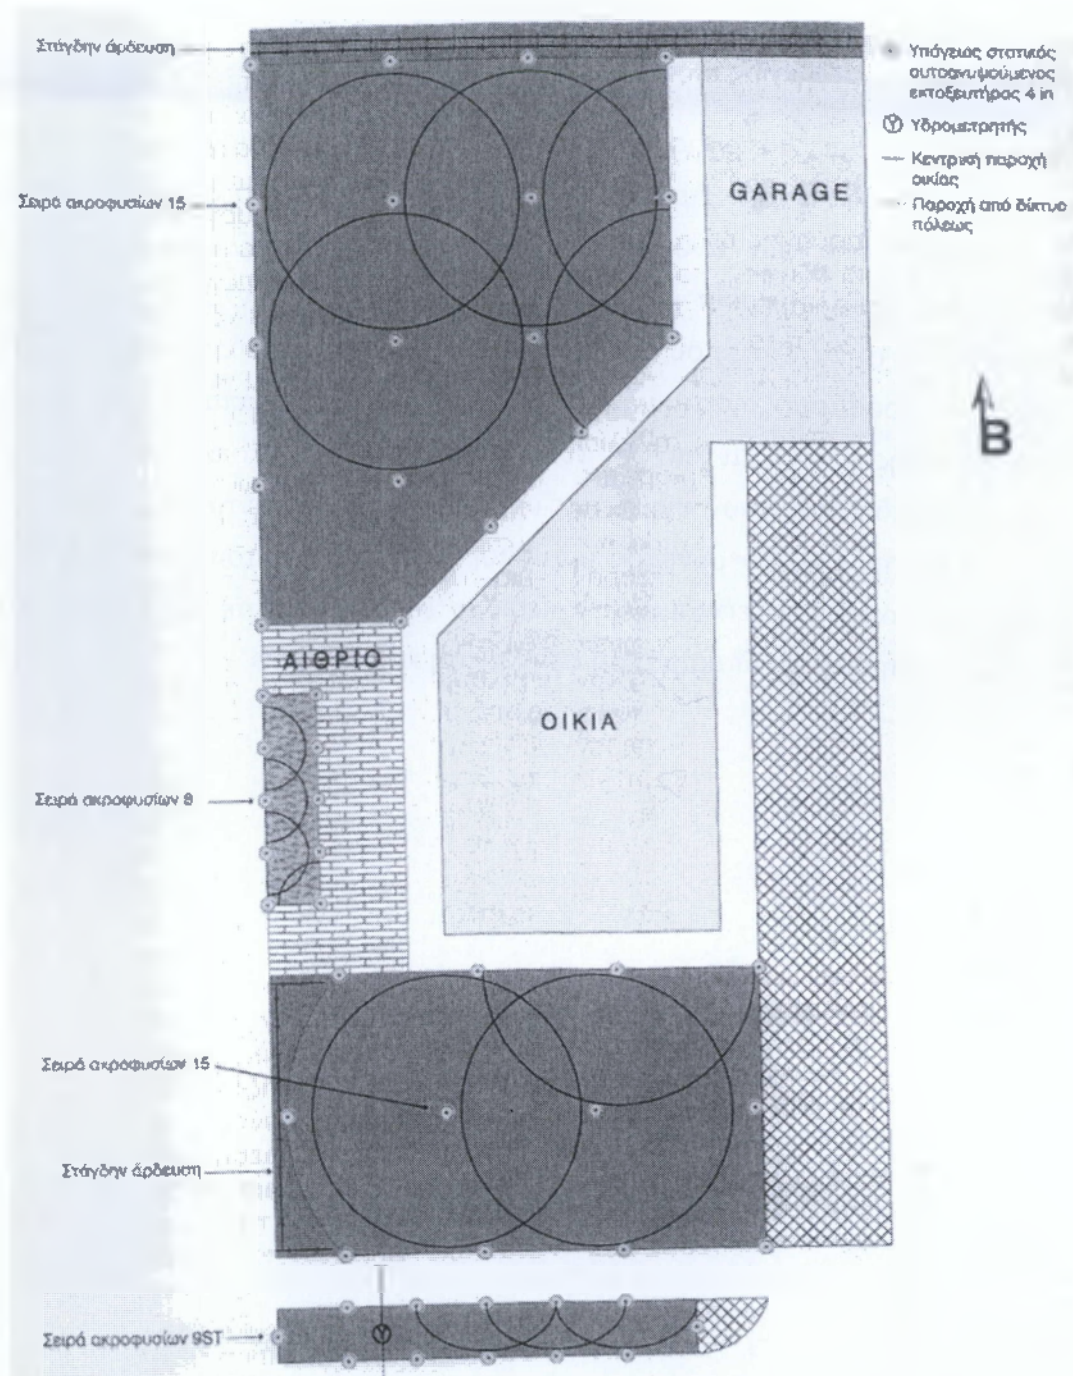 Στάγδην άρδευση
Υπόγειος στατικός
αυτοανυψούμενος
εκτοξευτήρας 4 in
Υ Υδρομετρητής
Κεντρική παροχή
οικίας
Παροχή από δίκτυο
πόλεως
Σειρά ακροφυσίων 15
GARAGE
Β
ΑΙΘΡΙΟ
ΟΙΚΙΑ
Σειρά ακροφυσίων 8
Σειρά ακροφυσίων 15
Στάγδην άρδευση
Σειρά ακροφυσίων 9ST
Υ